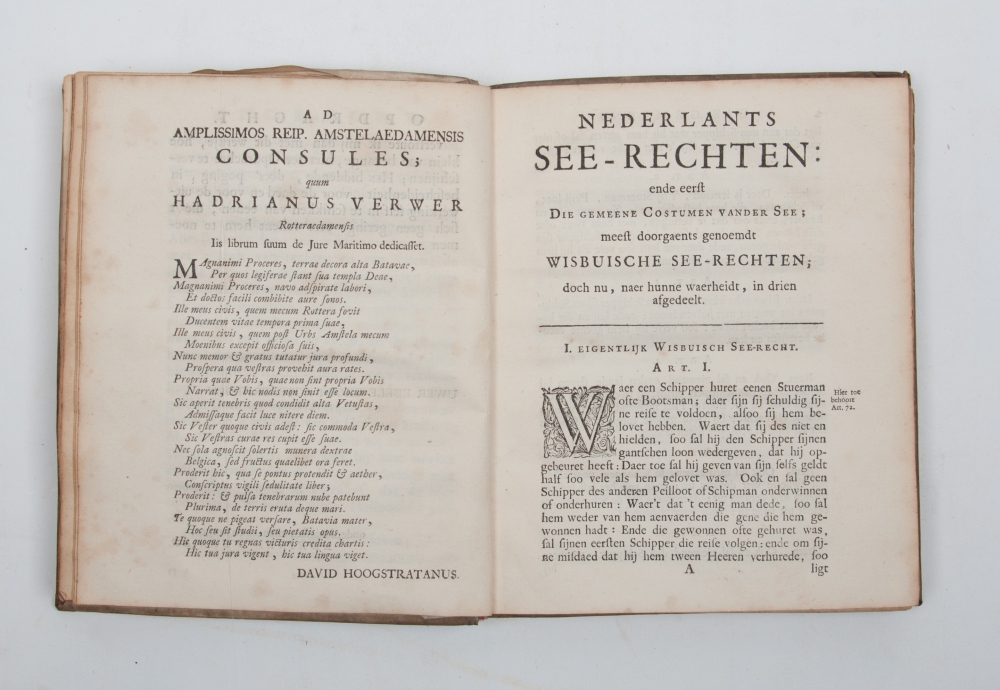 AD
AMPLISSIMOS REIP. AMSTELAEDAMENSIS
CONSULES;
quum
HADRIANUS VERWER
Rotteraedamensis
Iis librum suum de Jure Maritimo dedicasset.
MAgnanimi Proceres, terrae decora alta Batavae,
Per quos legiferae stant sua templa Deae,
Magnanimi Proceres, navo adspirate labori,
Et doctos facili combibite aure sonos.
Ille meus civis, quem mecum Rottera fovit
Ducentem vitae tempora prima suae,
Ille meus civis, quem post Urbs Amstela mecum
Moenibus excepit officiosa suis,
Nunc memor & gratus tutatur jura profundi,
Prospera qua vestras provehit aura rates.
Propria quae Vobis, quae non sint propria Vobis
Narrat, & hic nodis non sinit esse locum.
Sic aperit tenebris quod condidit alta Vetustas,
Admissaque facit luce nitere diem.
Sic Vester quoque civis adest: sic commoda Vestra,
Sic Vestras curae res cupit esse suae.
Nec sola agnoscit solertis munera dextrae
Belgica, sed fructus quaelibet ora feret.
Proderit hic, qua se pontus protendit & aether,
Conscriptus vigili sedulitate liber;
Proderit: & pulsa tenebrarum nube patebunt
Plurima, de terris eruta deque mari.
Te quoque ne pigeat versare, Batavia mater,
Hoc seu sit studii, seu pietatis opus.
Hic quoque tu regnas victuris credita chartis:
Hic tua jura vigent, hic tua lingua viget.
DAVID HOOGSTRATANUS.
NEDERLANTS
SEE-RECHTEN:
ende eerst
DIE GEMEENE COSTUMEN VANDER SEE;
meest doorgaents genoemdt
WISBUISCHE SEE-RECHTEN;
doch nu, naer hunne waerheidt, in drien
afgedeelt.
I. EIGENTLIJK WISBUISCH SEE-RECHT.
ART. I.
Waer een Schipper huret eenen Stuerman
ofte Bootsman; daer sijn sij schuldig sij-
ne reise te voldoen, alsoo sij hem be-
lovet hebben. Waert dat sij des niet en
hielden, soo sal hij den Schipper sijnen
gantschen loon wedergeven, dat hij op-
gebeuret heeft: Daer toe sal hij geven van sijn selfs geldt
half soo vele als hem gelovet was. Ook en sal geen
Schipper des anderen Peilloot of Schipman onderwinnen
of onderhuren: Waer't dat 't eenig man dede, soo sal
hem weder van hem aenvaerden die gene die hem ge-
wonnen hadt: Ende die gewonnen ofte gehuret was,
sal sijnen eersten Schipper die reise volgen: ende om sij-
ne misdaed dat hij hem tween Heeren verhurede, soo
A ligt
Hier toe
behoort
Art. 72.